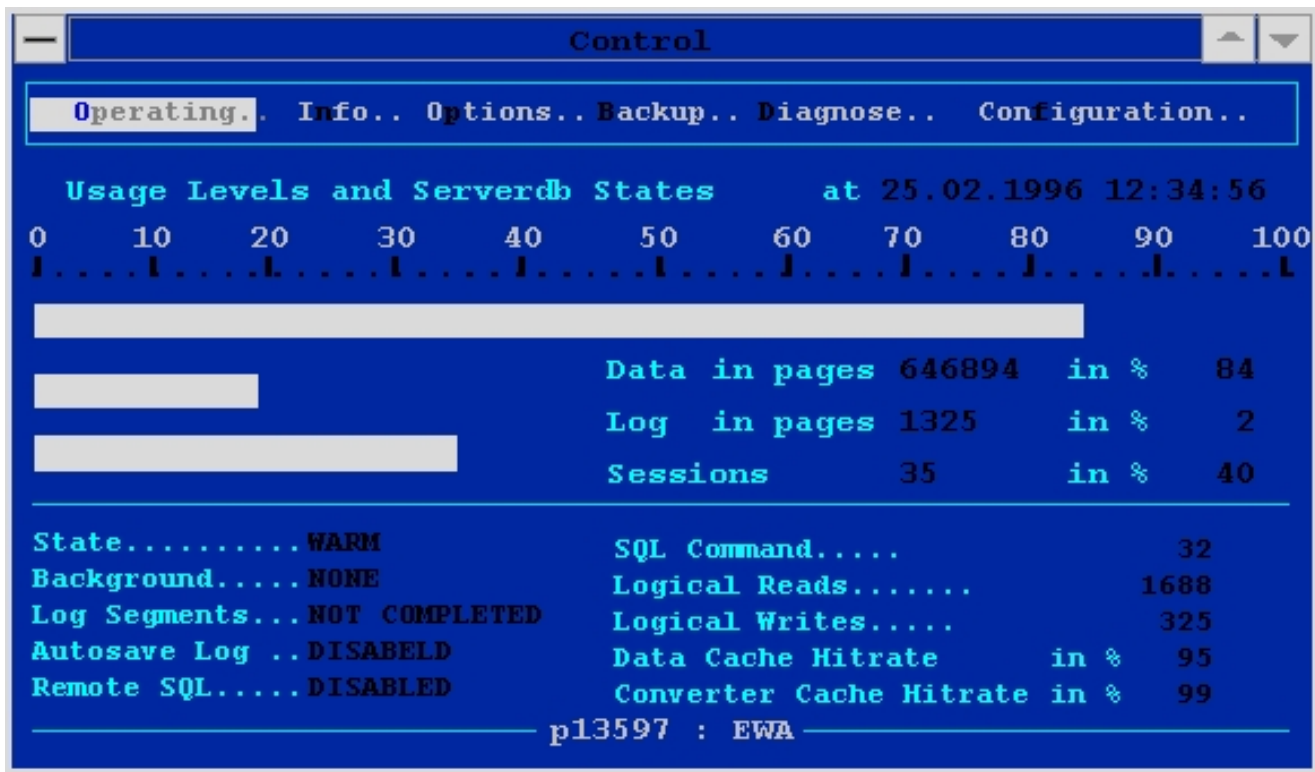 Control
Operating.. Info.. Options.. Backup.. Diagnose.. Configuration..
Usage Levels and Serverdb States at 25.02.1996 12:34:56
0 10 20 30 40 50 60 70 80 90 100
Data in pages 646894 in % 84
Log in pages 1325 in % 2
Sessions 35 in % 40
State..........WARM
Background.....NONE
Log Segments...NOT COMPLETED
Autosave Log ..DISABELD
Remote SQL.....DISABLED
SQL Command..... 32
Logical Reads....... 1688
Logical Writes..... 325
Data Cache Hitrate in % 95
Converter Cache Hitrate in % 99
p13597 : EWA